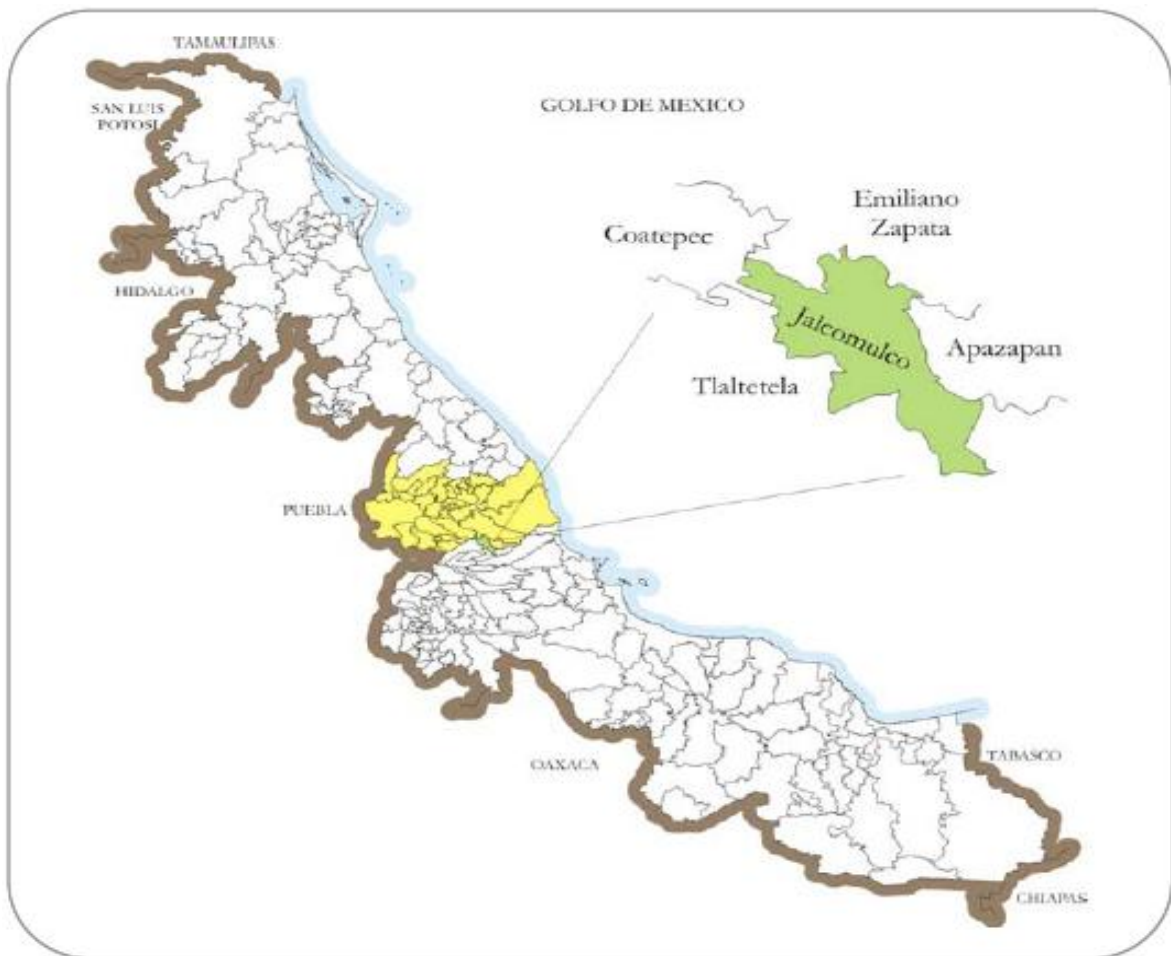 TAMAULIPAS
SAN LUIS
POTOSI
GOLFO DE MEXICO
Emiliano
Zapata
Coatepec
HIDALGO
Jalcomulco
Apazapan
Tlaltetela
PUEBLA
OAXACA
TABASCO
CHIAPAS